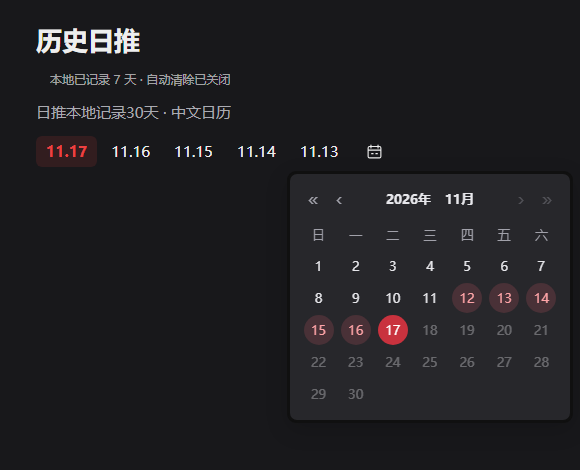 历史日推
本地已记录 7 天 · 自动清除已关闭
日推本地记录30天 · 中文日历
11.17 11.16 11.15 11.14 11.13
« ‹ 2026年 11月 › »
日 一 二 三 四 五 六
1 2 3 4 5 6 7
8 9 10 11 12 13 14
15 16 17 18 19 20 21
22 23 24 25 26 27 28
29 30